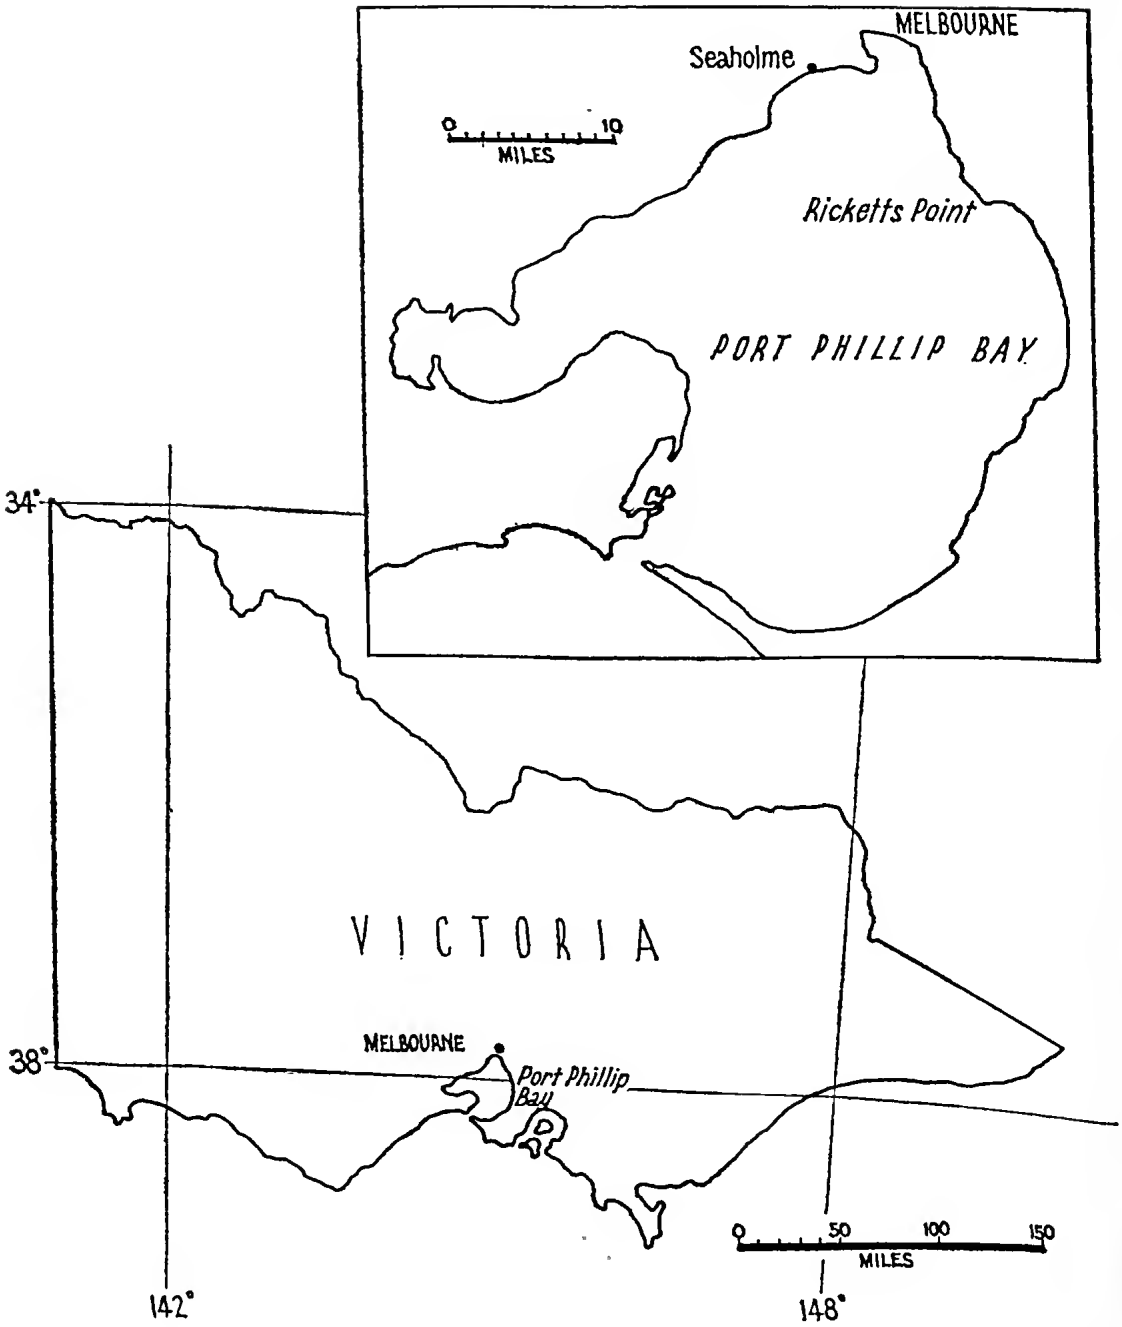 MELBOURNE
Seaholme
0 10
MILES
Ricketts Point
PORT PHILLIP BAY
34°
VICTORIA
MELBOURNE
38°
Port Phillip
Bay
0 50 100 150
MILES
142°
148°